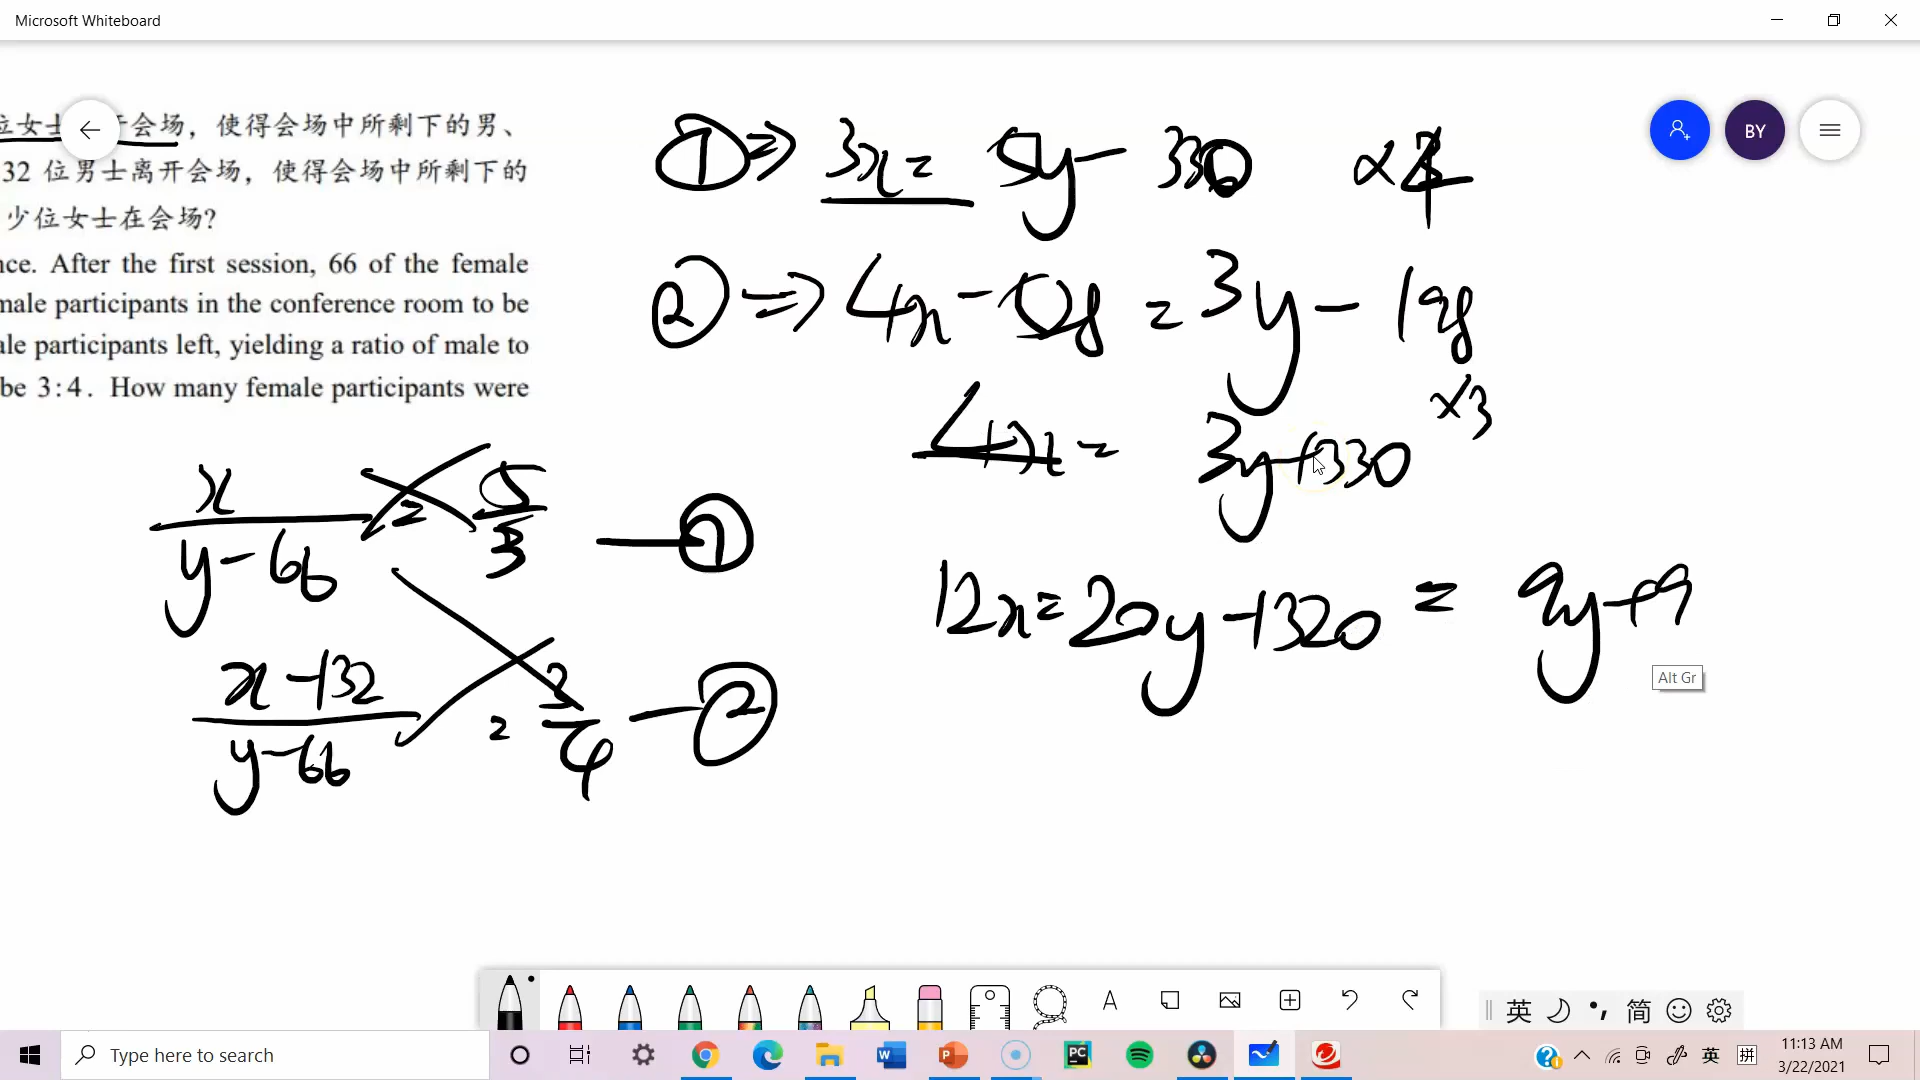 Microsoft Whiteboard
位女士 开会场，使得会场中所剩下的男、
32 位男士离开会场，使得会场中所剩下的
少位女士在会场？
nce. After the first session, 66 of the female
male participants in the conference room to be
ale participants left, yielding a ratio of male to
be 3:4. How many female participants were
BY
① ⇒ 3x = 5y - 330 ×4
② ⇒ 4x - 528 = 3y - 198
4x = 3y + 330 ×3
12x = 20y - 1320 = 9y + 9
x/(y - 66) = 5/3 — ①
(x - 132)/(y - 66) = 3/4 — ②
Alt Gr
A
英 简
Type here to search
英 拼
11:13 AM
3/22/2021